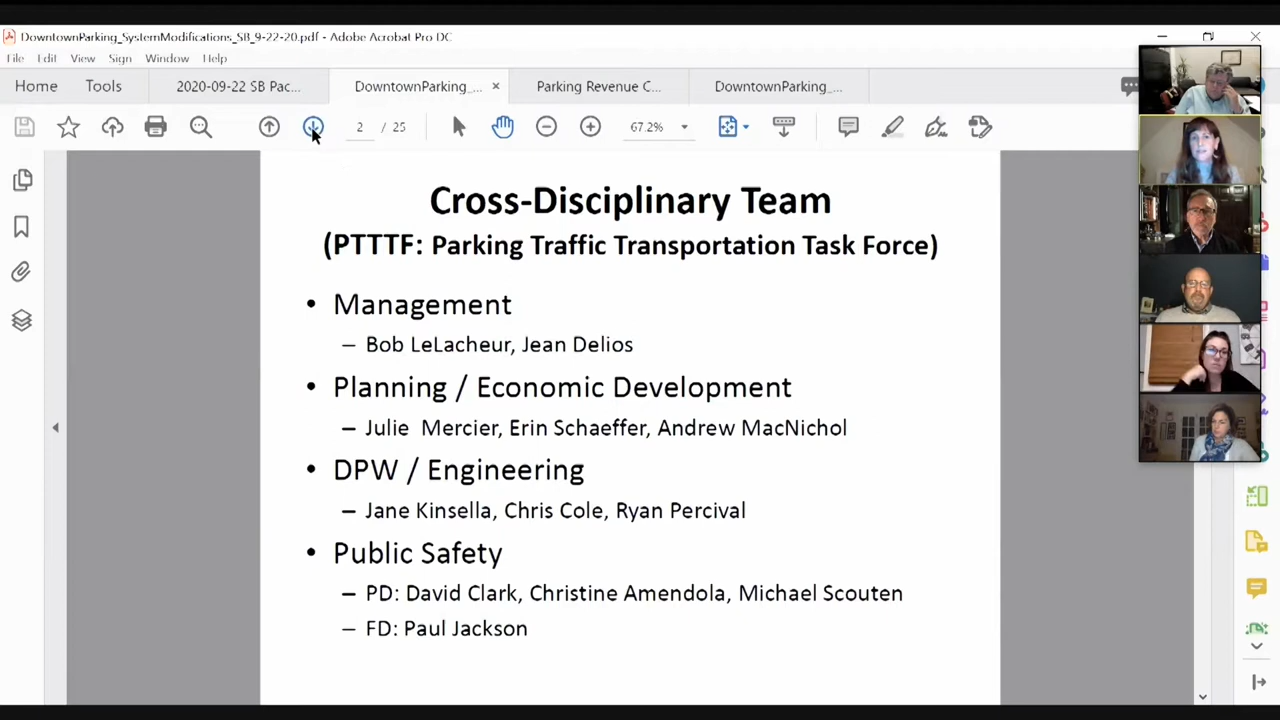 DowntownParking_SystemModifications_SB_9-22-20.pdf - Adobe Acrobat Pro DC
File Edit View Sign Window Help
Home Tools 2020-09-22 SB Pac... DowntownParking_... × Parking Revenue C... DowntownParking_...
2 / 25 67.2%
Cross-Disciplinary Team
(PTTTF: Parking Traffic Transportation Task Force)
• Management
– Bob LeLacheur, Jean Delios
• Planning / Economic Development
– Julie Mercier, Erin Schaeffer, Andrew MacNichol
• DPW / Engineering
– Jane Kinsella, Chris Cole, Ryan Percival
• Public Safety
– PD: David Clark, Christine Amendola, Michael Scouten
– FD: Paul Jackson